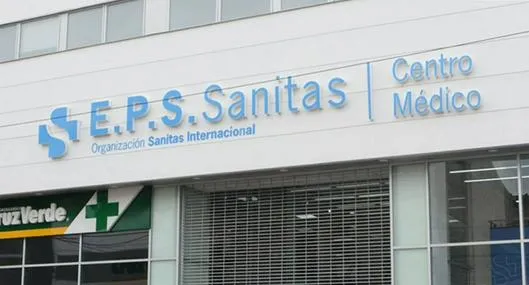 E.P.S. Sanitas
Organización Sanitas Internacional
Centro
Médico
ruz Verde